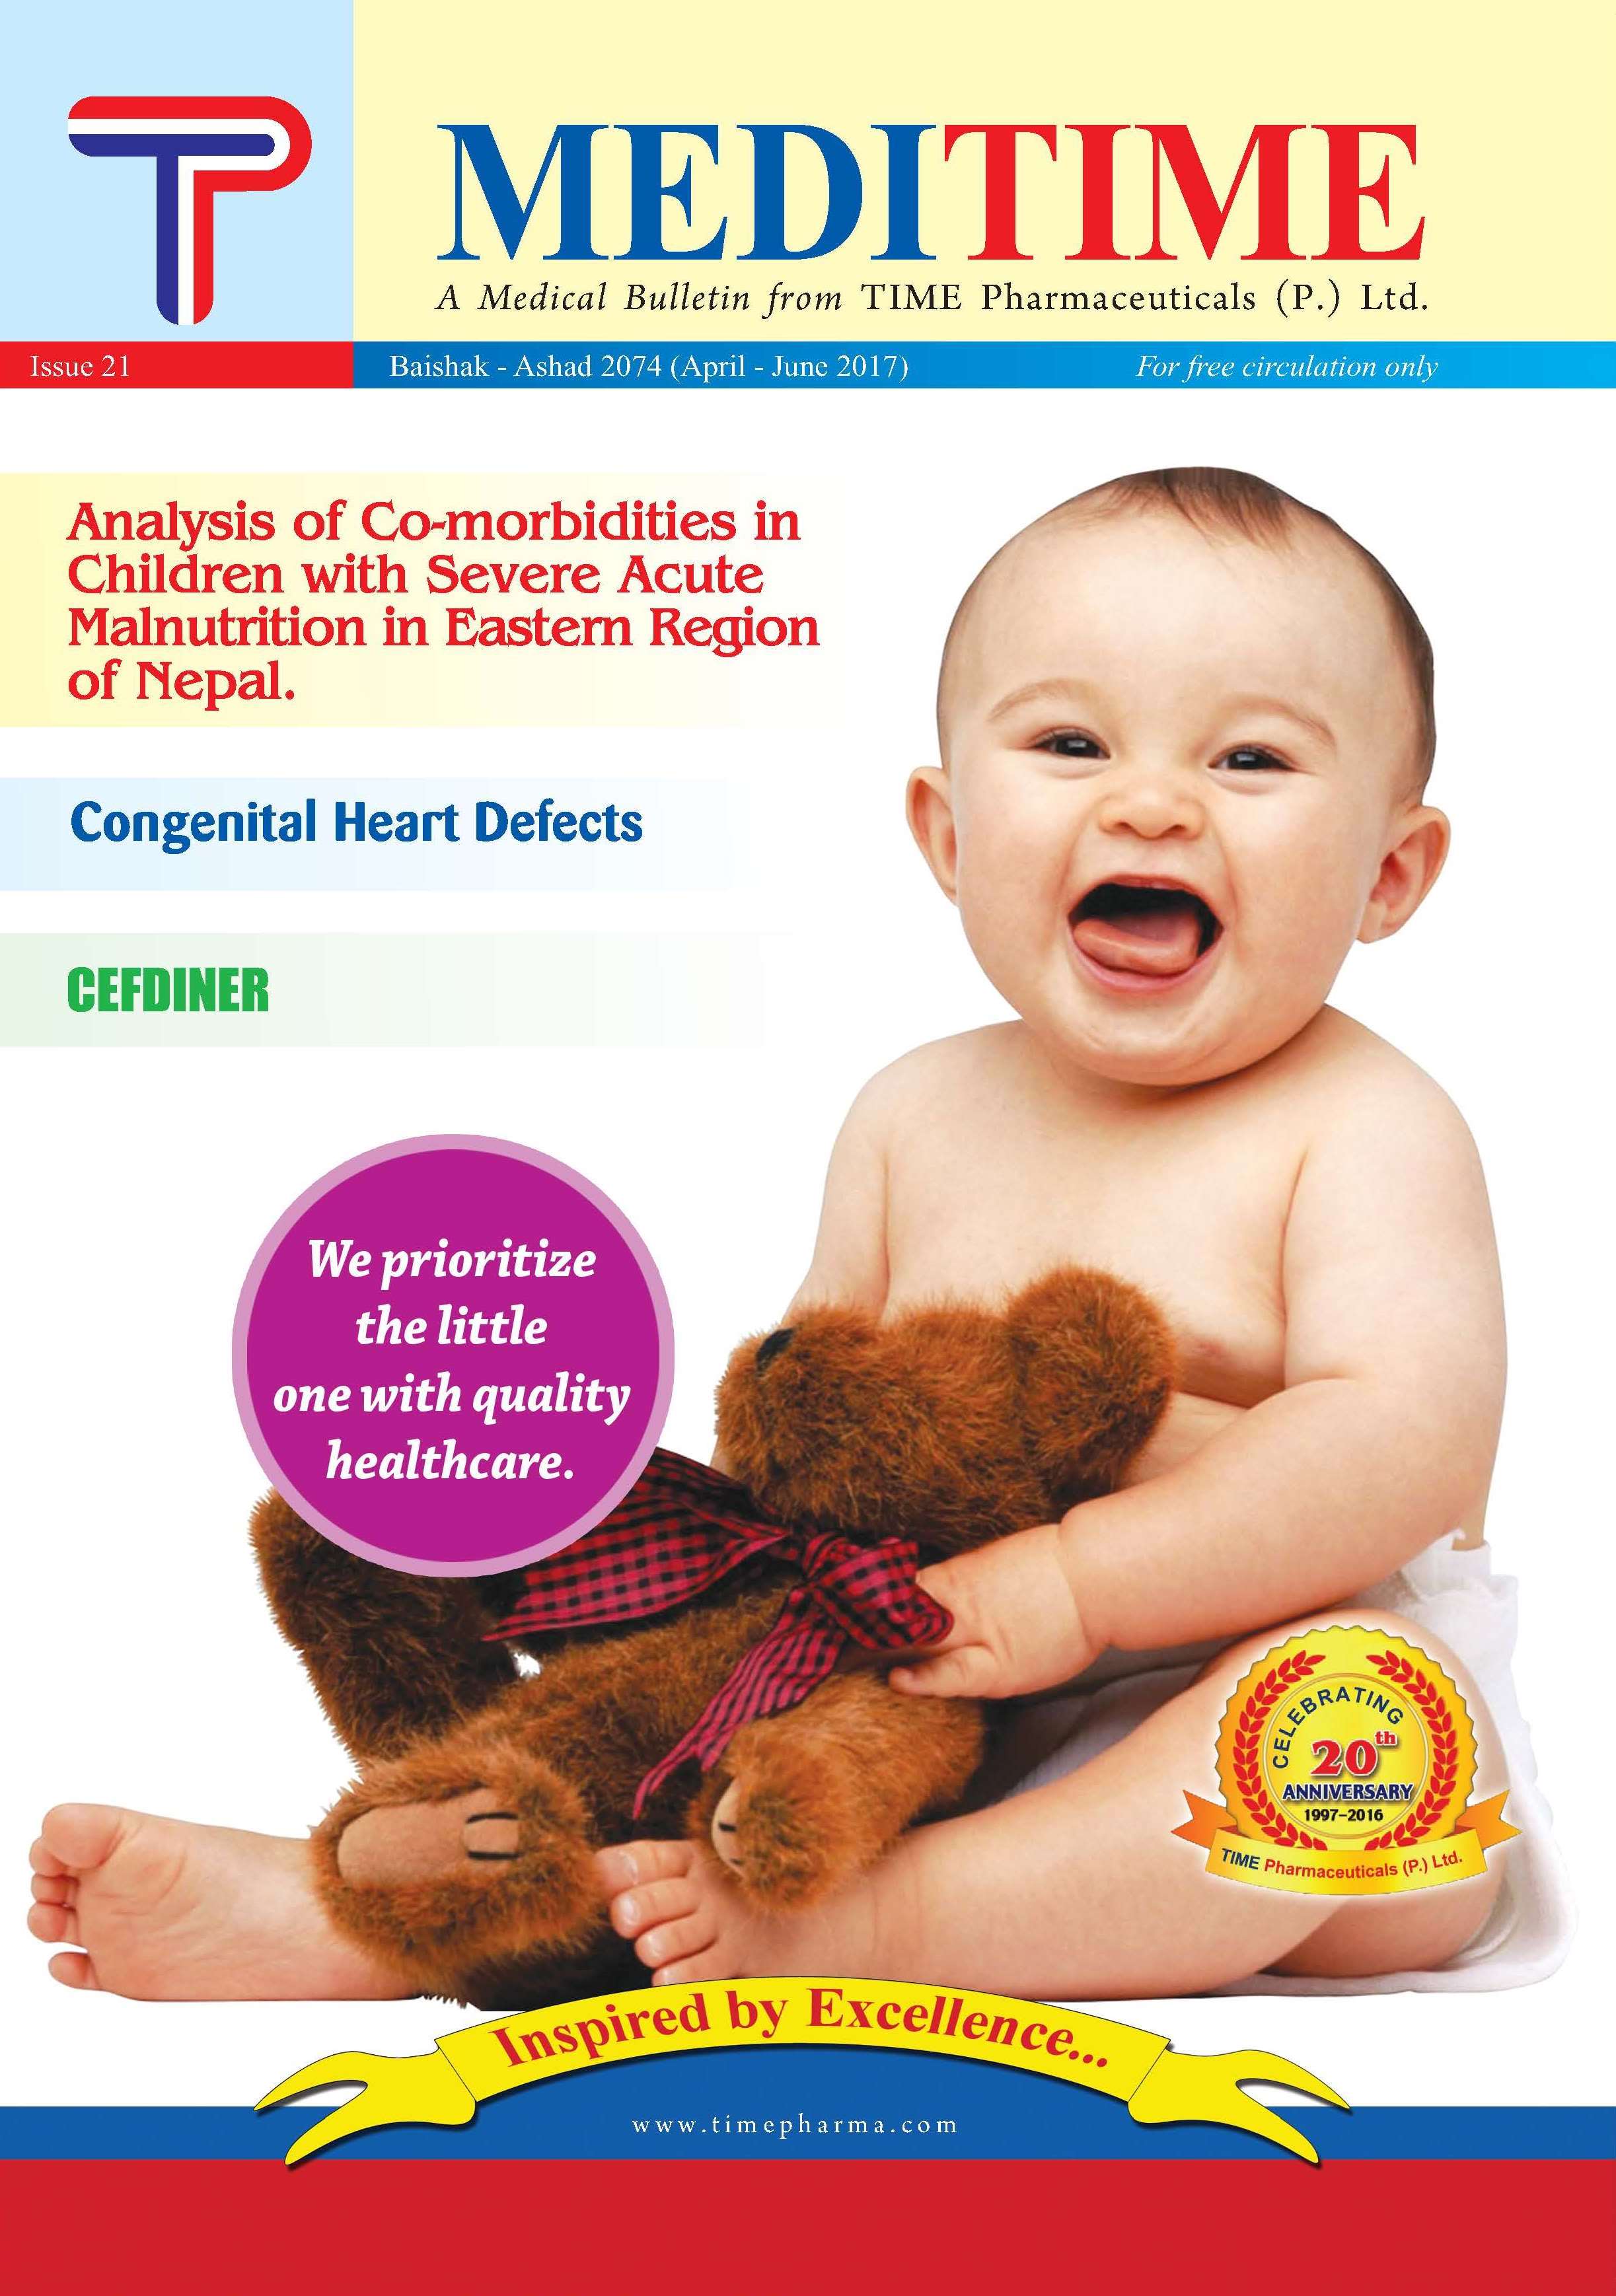 MEDITIME
A Medical Bulletin from TIME Pharmaceuticals (P.) Ltd.
Issue 21
Baishak - Ashad 2074 (April - June 2017)
For free circulation only
Analysis of Co-morbidities in
Children with Severe Acute
Malnutrition in Eastern Region
of Nepal.
Congenital Heart Defects
CEFDINER
We prioritize
the little
one with quality
healthcare.
CELEBRATING
20th
ANNIVERSARY
1997-2016
TIME Pharmaceuticals (P.) Ltd.
Inspired by Excellence...
www.timepharma.com